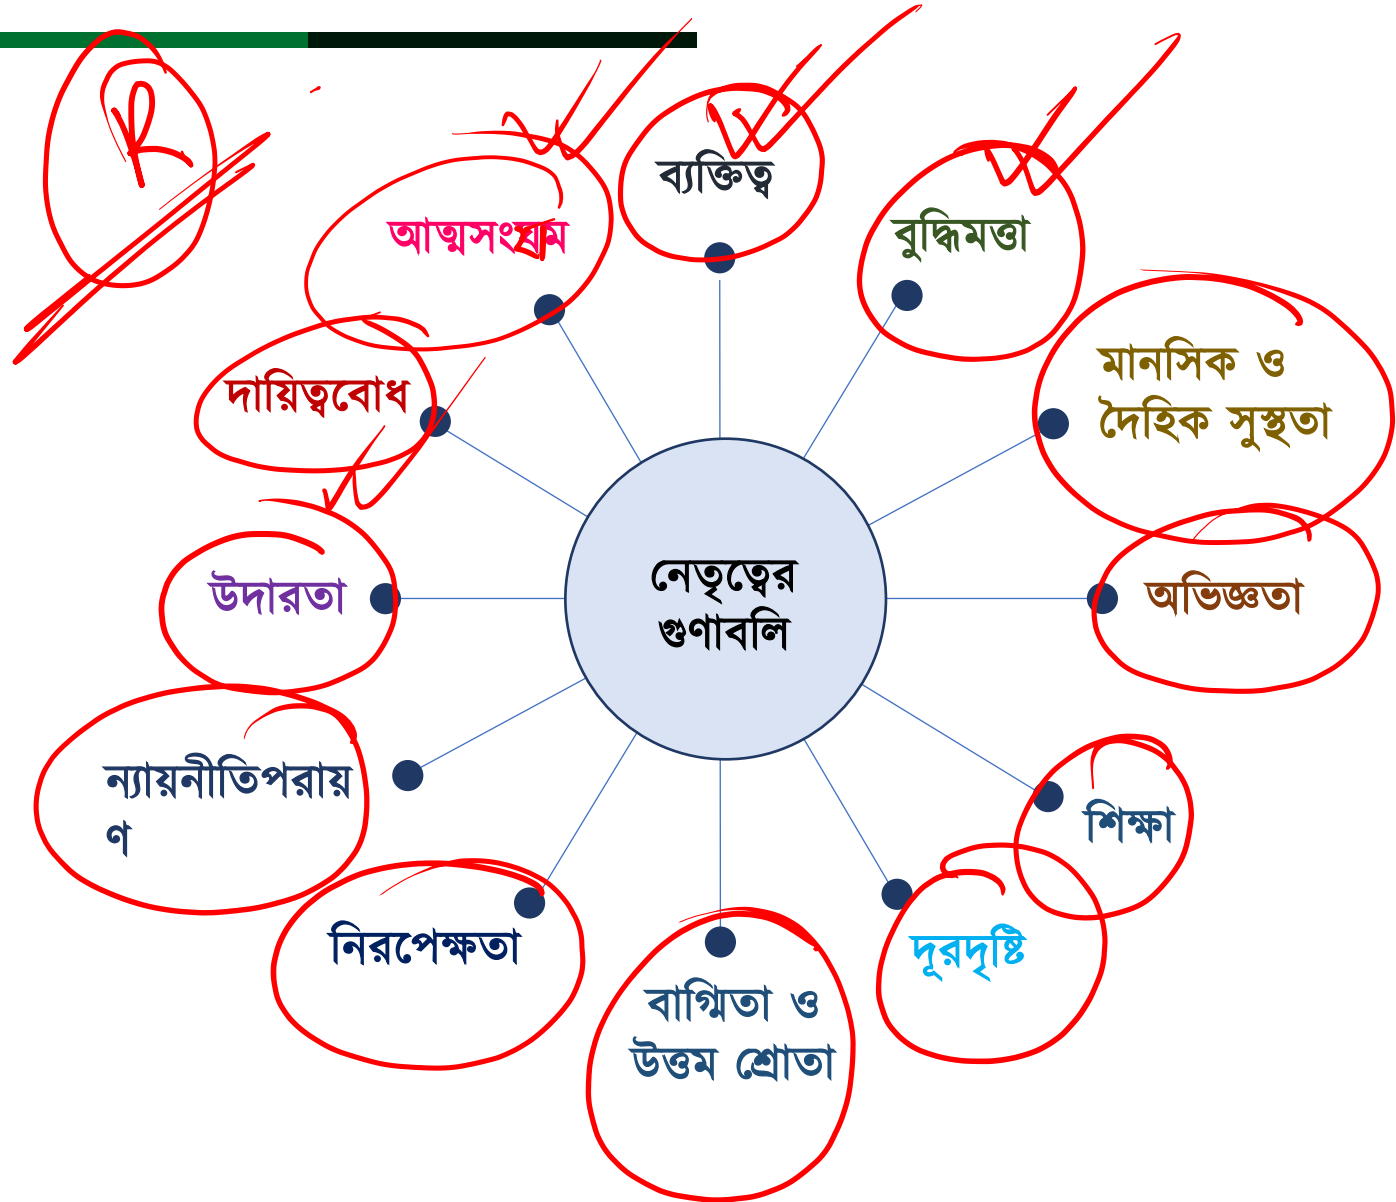 R
ব্যক্তিত্ব
বুদ্ধিমত্তা
মানসিক ও
দৈহিক সুস্থতা
অভিজ্ঞতা
শিক্ষা
দূরদৃষ্টি
বাগ্মিতা ও
উত্তম শ্রোতা
নিরপেক্ষতা
ন্যায়নীতিপরায়
ণ
উদারতা
দায়িত্ববোধ
আত্মসংযম
নেতৃত্বের
গুণাবলি